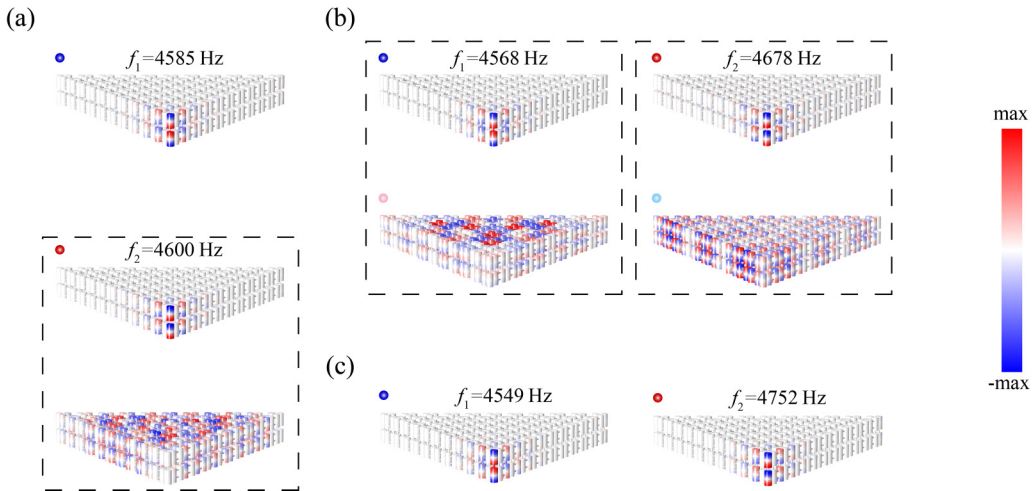 (a)
f₁=4585 Hz
f₂=4600 Hz
(b)
f₁=4568 Hz
f₂=4678 Hz
(c)
f₁=4549 Hz
f₂=4752 Hz
max
-max